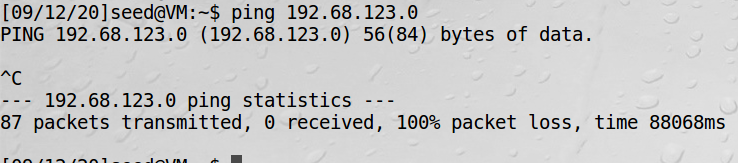 [09/12/20]seed@VM:~$ ping 192.68.123.0
PING 192.68.123.0 (192.68.123.0) 56(84) bytes of data.
^C
--- 192.68.123.0 ping statistics ---
87 packets transmitted, 0 received, 100% packet loss, time 88068ms
[09/12/20]seed@VM:~$